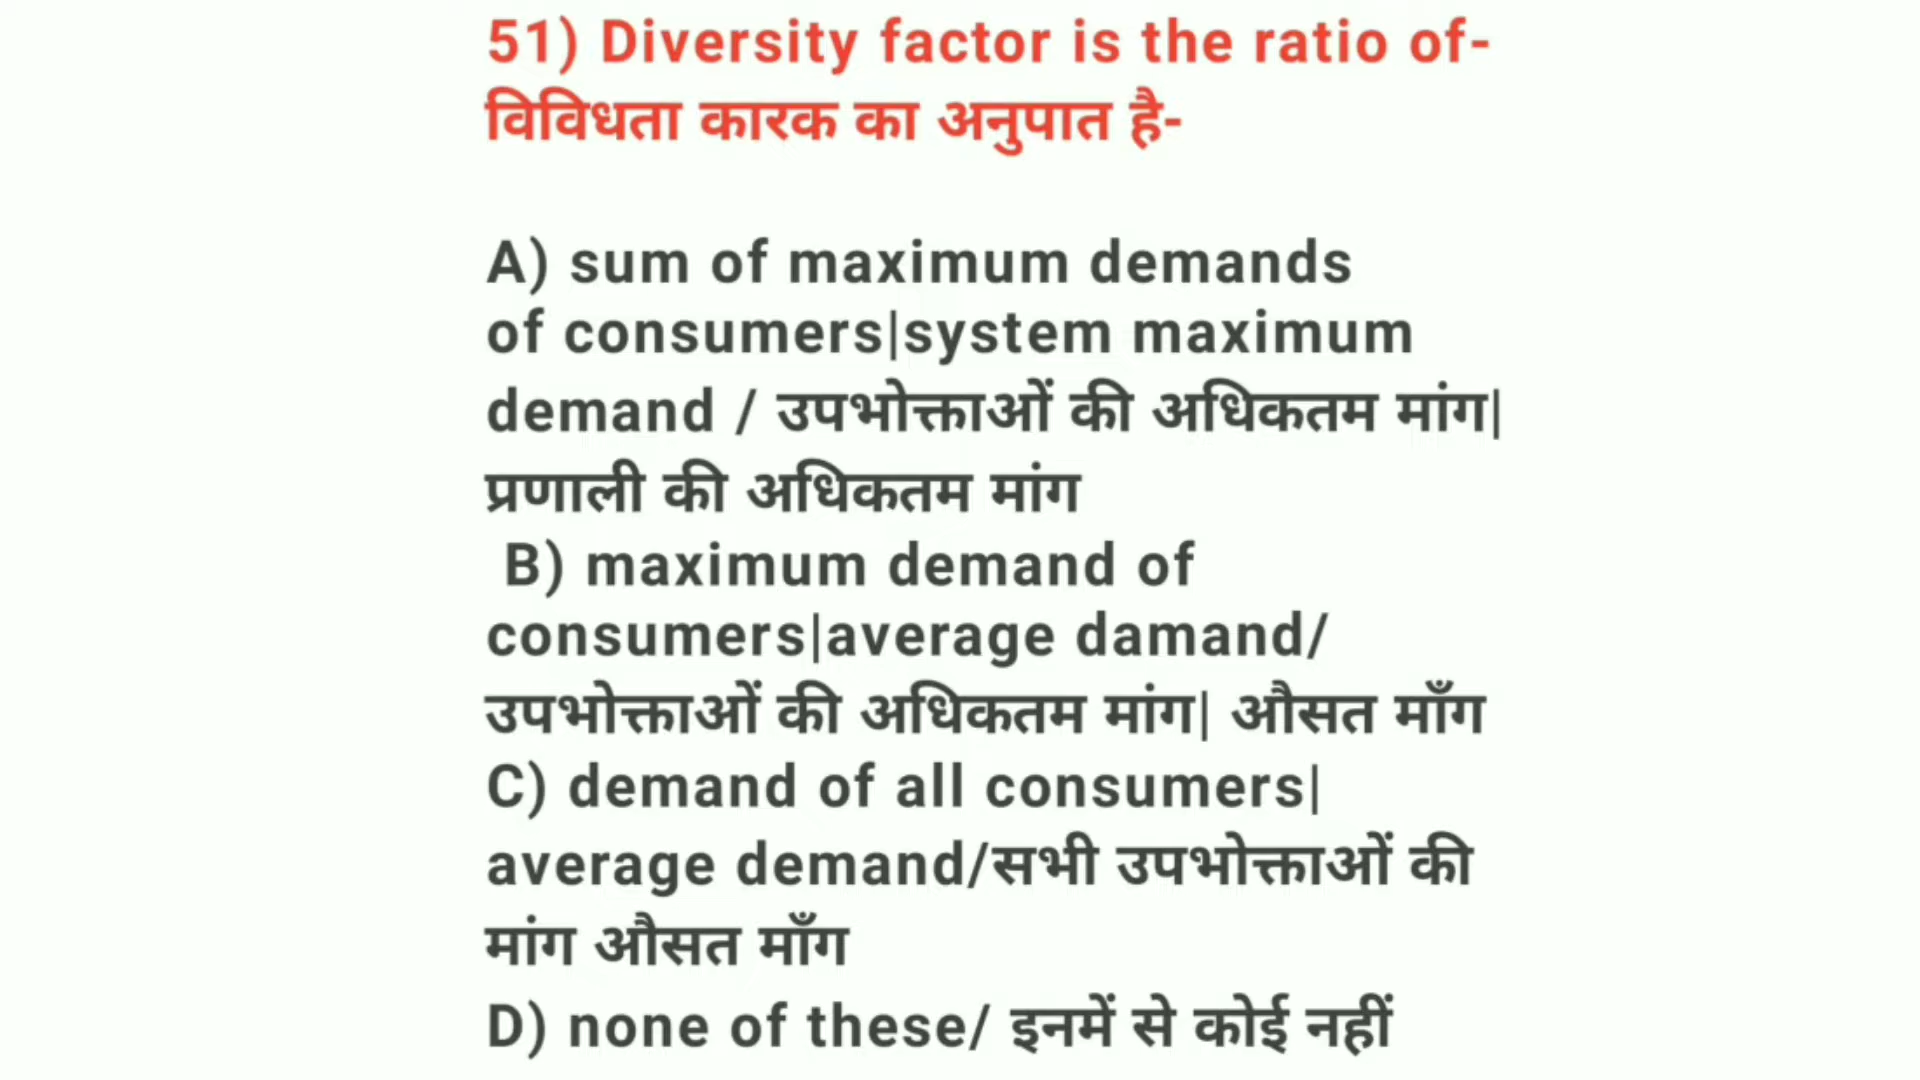 51) Diversity factor is the ratio of-
विविधता कारक का अनुपात है-
A) sum of maximum demands
of consumers|system maximum
demand / उपभोक्ताओं की अधिकतम मांग|
प्रणाली की अधिकतम मांग
B) maximum demand of
consumers|average damand/
उपभोक्ताओं की अधिकतम मांग| औसत माँग
C) demand of all consumers|
average demand/सभी उपभोक्ताओं की
मांग औसत माँग
D) none of these/ इनमें से कोई नहीं